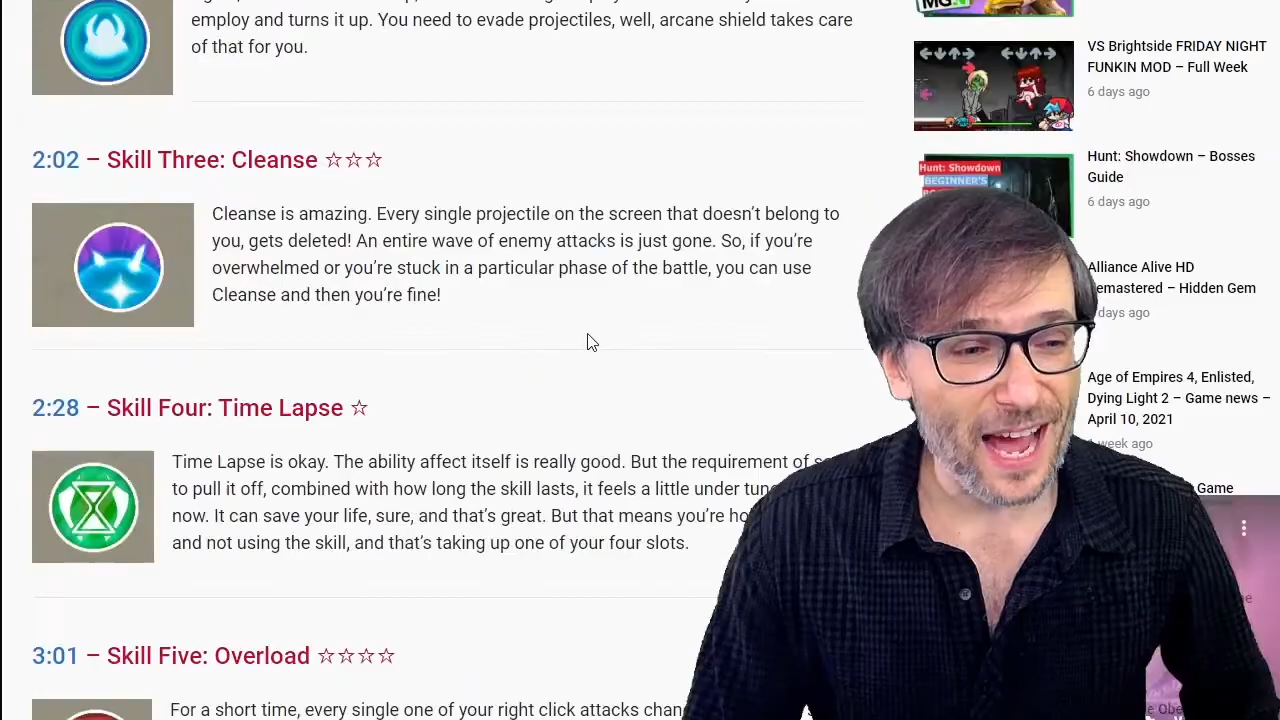 employ and turns it up. You need to evade projectiles, well, arcane shield takes care
of that for you.
2:02 – Skill Three: Cleanse ☆☆☆
Cleanse is amazing. Every single projectile on the screen that doesn’t belong to
you, gets deleted! An entire wave of enemy attacks is just gone. So, if you’re
overwhelmed or you’re stuck in a particular phase of the battle, you can use
Cleanse and then you’re fine!
2:28 – Skill Four: Time Lapse ☆
Time Lapse is okay. The ability affect itself is really good. But the requirement of
to pull it off, combined with how long the skill lasts, it feels a little under
now. It can save your life, sure, and that’s great. But that means you’re
and not using the skill, and that’s taking up one of your four slots.
3:01 – Skill Five: Overload ☆☆☆☆
For a short time, every single one of your right click attacks
VS Brightside FRIDAY NIGHT
FUNKIN MOD – Full Week
6 days ago
Hunt: Showdown
BEGINNER'S
Hunt: Showdown – Bosses
Guide
6 days ago
Alliance Alive HD
Remastered – Hidden Gem
days ago
Age of Empires 4, Enlisted,
Dying Light 2 – Game news –
April 10, 2021
week ago
Game